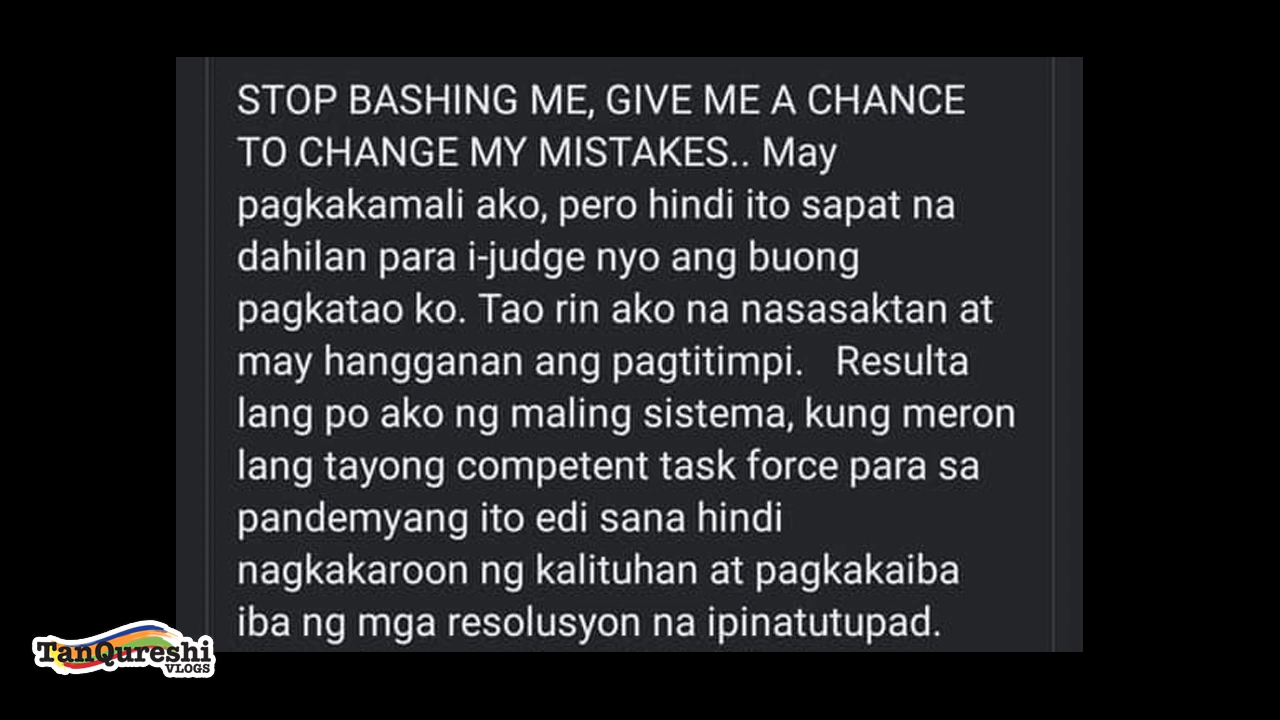 STOP BASHING ME, GIVE ME A CHANCE
TO CHANGE MY MISTAKES.. May
pagkakamali ako, pero hindi ito sapat na
dahilan para i-judge nyo ang buong
pagkatao ko. Tao rin ako na nasasaktan at
may hangganan ang pagtitimpi.   Resulta
lang po ako ng maling sistema, kung meron
lang tayong competent task force para sa
pandemyang ito edi sana hindi
nagkakaroon ng kalituhan at pagkakaiba
iba ng mga resolusyon na ipinatutupad.
TanQureshi
VLOGS